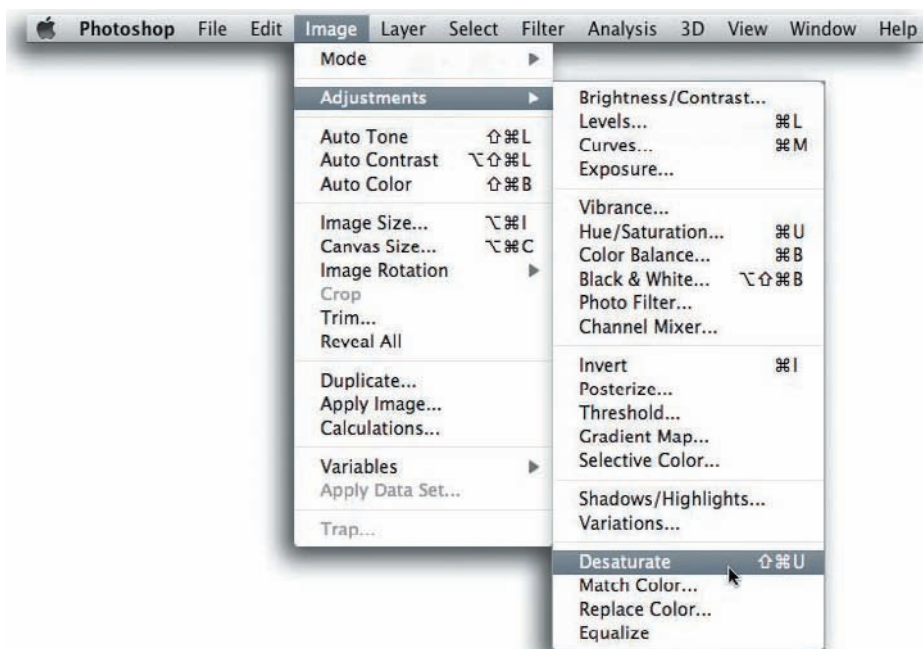 Photoshop File Edit Image Layer Select Filter Analysis 3D View Window Help
Mode
Adjustments
Auto Tone ⇧⌘L
Auto Contrast ⌥⇧⌘L
Auto Color ⇧⌘B
Image Size... ⌥⌘I
Canvas Size... ⌥⌘C
Image Rotation
Crop
Trim...
Reveal All
Duplicate...
Apply Image...
Calculations...
Variables
Apply Data Set...
Trap...
Brightness/Contrast...
Levels... ⌘L
Curves... ⌘M
Exposure...
Vibrance...
Hue/Saturation... ⌘U
Color Balance... ⌘B
Black & White... ⌥⇧⌘B
Photo Filter...
Channel Mixer...
Invert ⌘I
Posterize...
Threshold...
Gradient Map...
Selective Color...
Shadows/Highlights...
Variations...
Desaturate ⇧⌘U
Match Color...
Replace Color...
Equalize